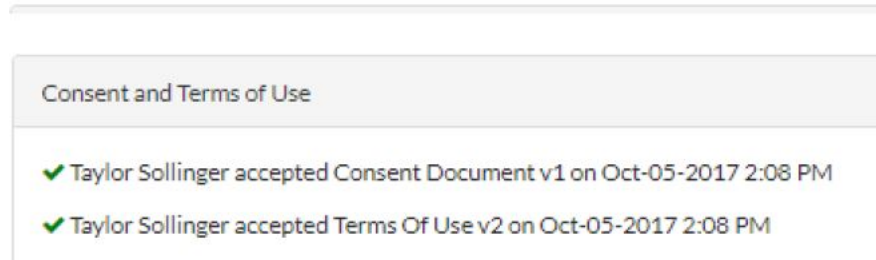 Consent and Terms of Use
✔ Taylor Sollinger accepted Consent Document v1 on Oct-05-2017 2:08 PM
✔ Taylor Sollinger accepted Terms Of Use v2 on Oct-05-2017 2:08 PM